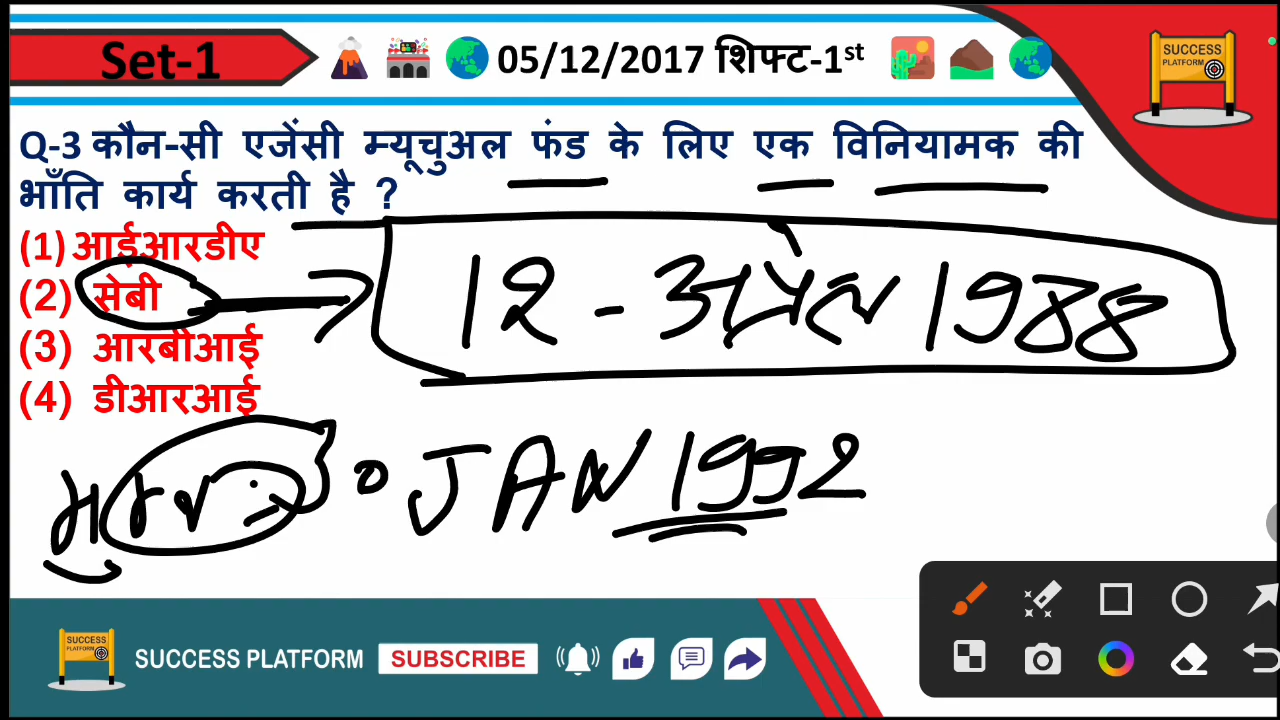 Set-1
05/12/2017 शिफ्ट-1st
SUCCESS
PLATFORM
Q-3 कौन-सी एजेंसी म्यूचुअल फंड के लिए एक विनियामक की
भाँति कार्य करती है ?
(1) आईआरडीए
(2) सेबी
(3) आरबीआई
(4) डीआरआई
12 - अप्रैल 1988
JAN 1992
SUCCESS
PLATFORM
SUCCESS PLATFORM
SUBSCRIBE